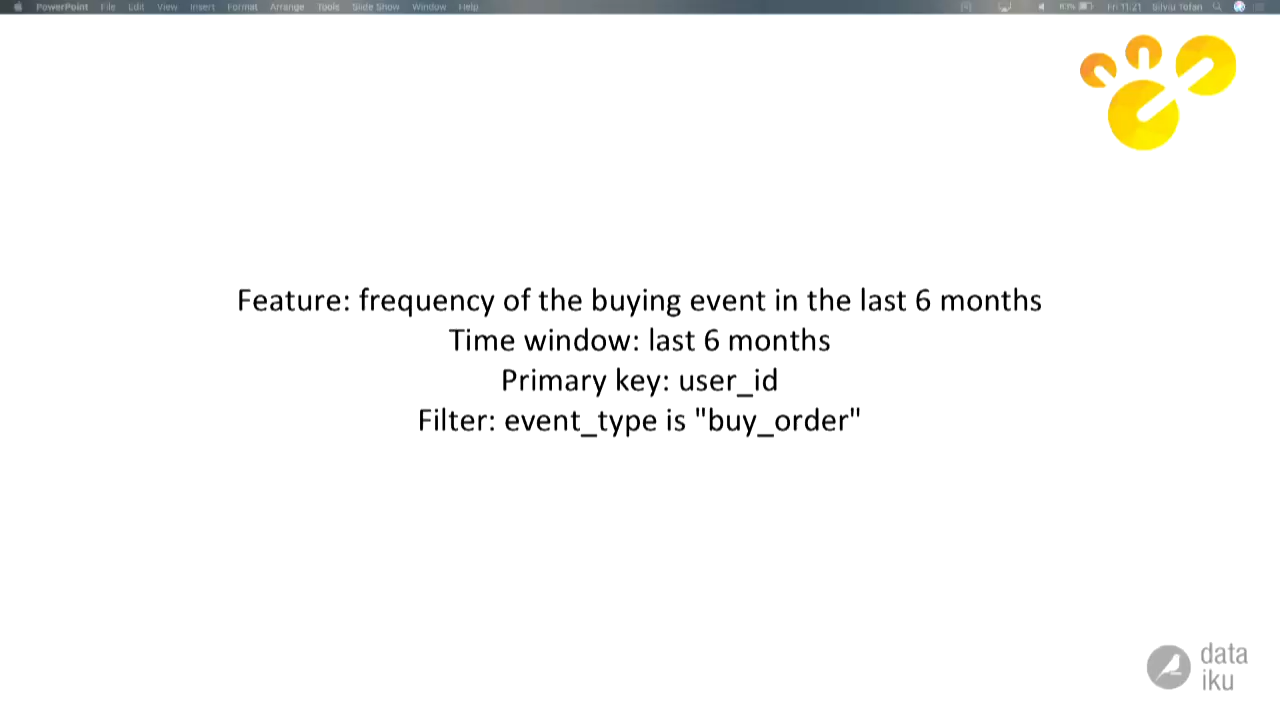 PowerPoint File Edit View Insert Format Arrange Tools Slide Show Window Help Fri 11:21 Silviu Tofan
Feature: frequency of the buying event in the last 6 months
Time window: last 6 months
Primary key: user_id
Filter: event_type is "buy_order"
data
iku